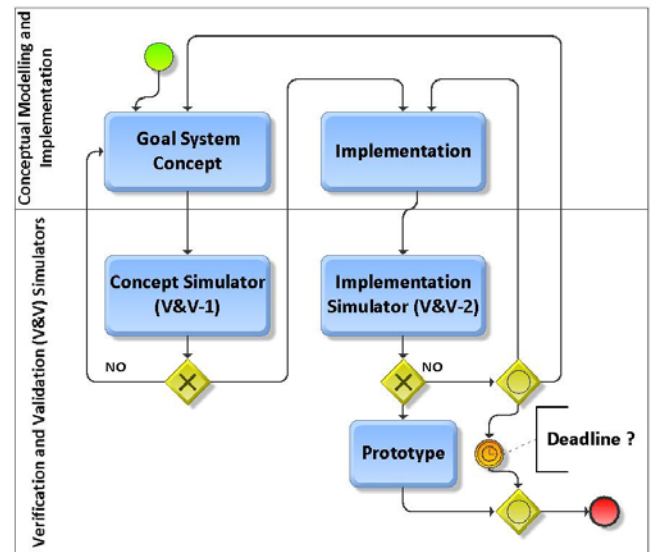 Conceptual Modelling and
Implementation
Goal System
Concept
Implementation
Verification and Validation (V&V) Simulators
Concept Simulator
(V&V-1)
Implementation
Simulator (V&V-2)
NO
NO
Prototype
Deadline ?